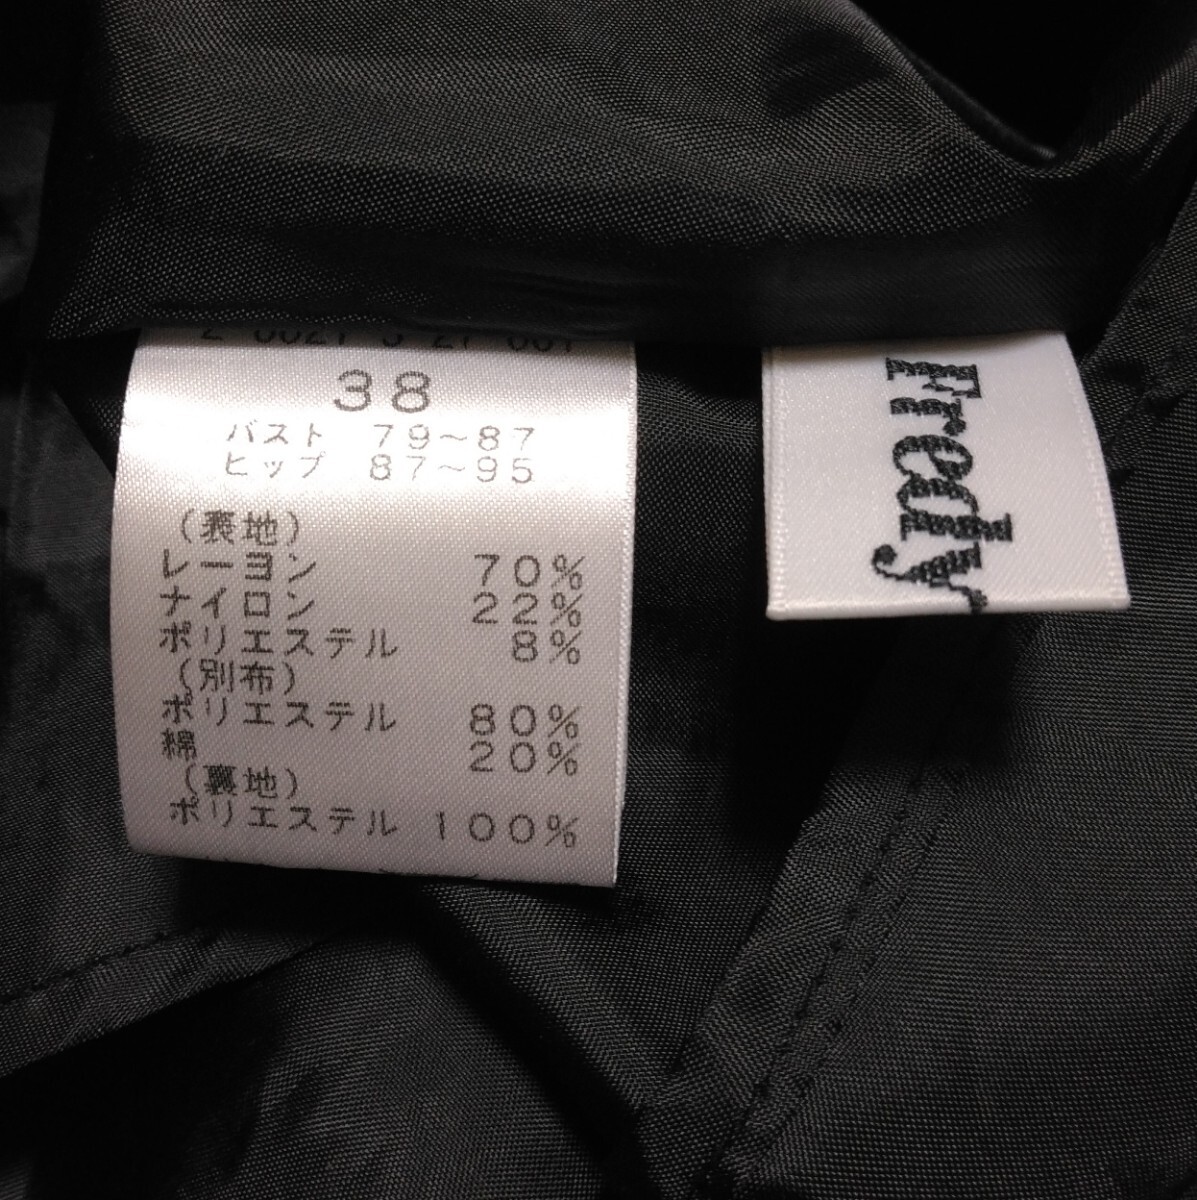 38
バスト 79～87
ヒップ 87～95
(表地)
レーヨン 70%
ナイロン 22%
ポリエステル 8%
(別布)
ポリエステル 80%
綿 20%
(裏地)
ポリエステル 100%
Fredy